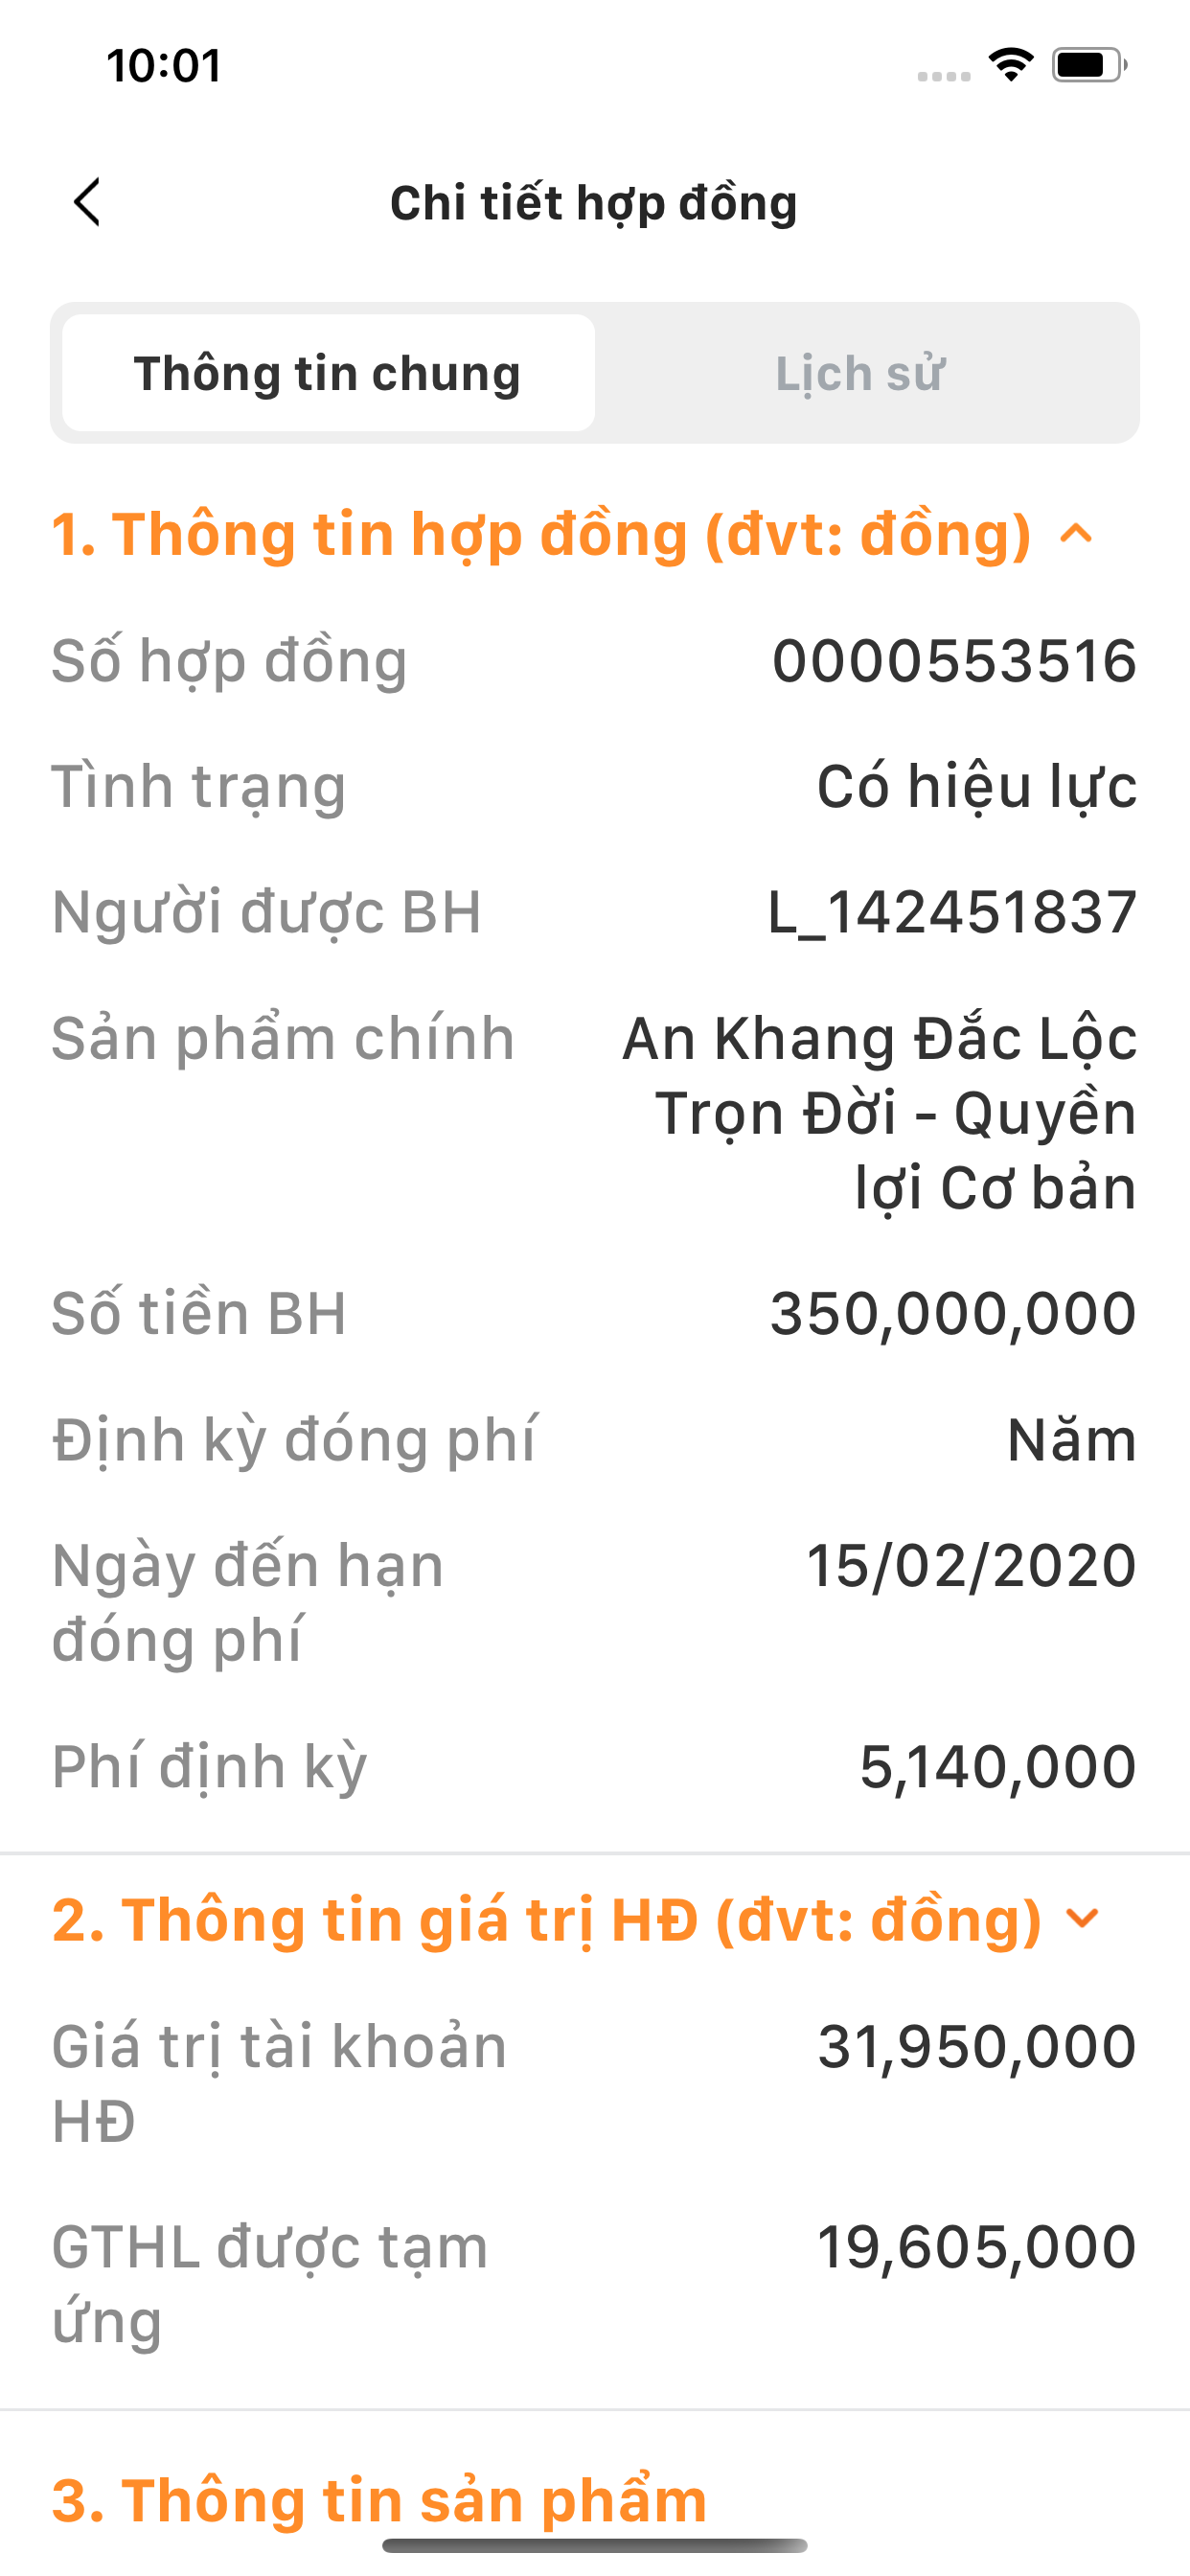 10:01
Chi tiết hợp đồng
Thông tin chung
Lịch sử
1. Thông tin hợp đồng (đvt: đồng)
Số hợp đồng 0000553516
Tình trạng Có hiệu lực
Người được BH L_142451837
Sản phẩm chính An Khang Đắc Lộc
Trọn Đời - Quyền
lợi Cơ bản
Số tiền BH 350,000,000
Định kỳ đóng phí Năm
Ngày đến hạn 15/02/2020
đóng phí
Phí định kỳ 5,140,000
2. Thông tin giá trị HĐ (đvt: đồng)
Giá trị tài khoản 31,950,000
HĐ
GTHL được tạm 19,605,000
ứng
3. Thông tin sản phẩm